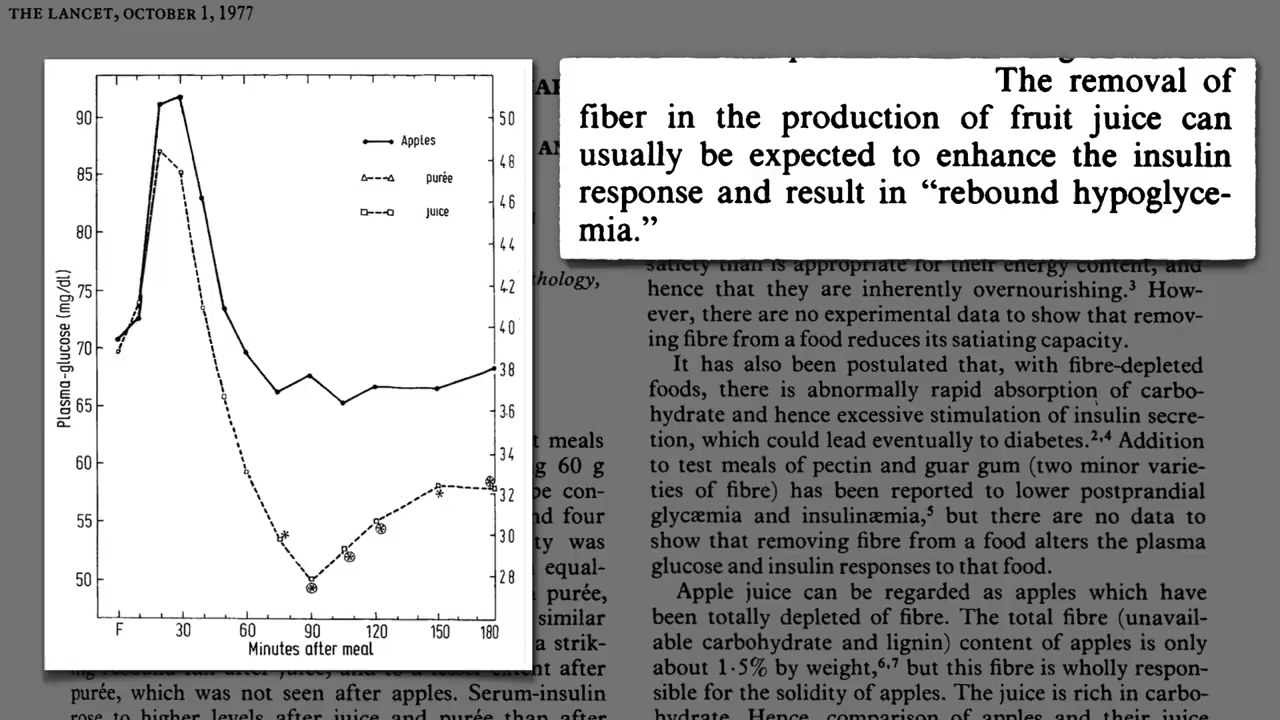 THE LANCET, OCTOBER 1, 1977
Apples
purée
juice
90
85
80
75
70
65
60
55
50
Plasma-glucose (mg/dl)
50
48
46
44
42
40
38
36
34
32
30
28
F 30 60 90 120 150 180
Minutes after meal
The removal of
fiber in the production of fruit juice can
usually be expected to enhance the insulin
response and result in “rebound hypoglyce-
mia.”
thology,
t meals
g 60 g
be con-
nd four
ty was
equal-
purée,
similar
a strik-
ing rebound fall after juice, and to a lesser extent after
purée, which was not seen after apples. Serum-insulin
rose to higher levels after juice and purée than after
satiety than is appropriate for their energy content, and
hence that they are inherently overnourishing.³ How-
ever, there are no experimental data to show that remov-
ing fibre from a food reduces its satiating capacity.
It has also been postulated that, with fibre-depleted
foods, there is abnormally rapid absorption of carbo-
hydrate and hence excessive stimulation of insulin secre-
tion, which could lead eventually to diabetes.²,⁴ Addition
to test meals of pectin and guar gum (two minor varie-
ties of fibre) has been reported to lower postprandial
glycæmia and insulinæmia,⁵ but there are no data to
show that removing fibre from a food alters the plasma
glucose and insulin responses to that food.
Apple juice can be regarded as apples which have
been totally depleted of fibre. The total fibre (unavail-
able carbohydrate and lignin) content of apples is only
about 1·5% by weight,⁶,⁷ but this fibre is wholly respon-
sible for the solidity of apples. The juice is rich in carbo-
hydrate. Hence, comparison of apples and their juice